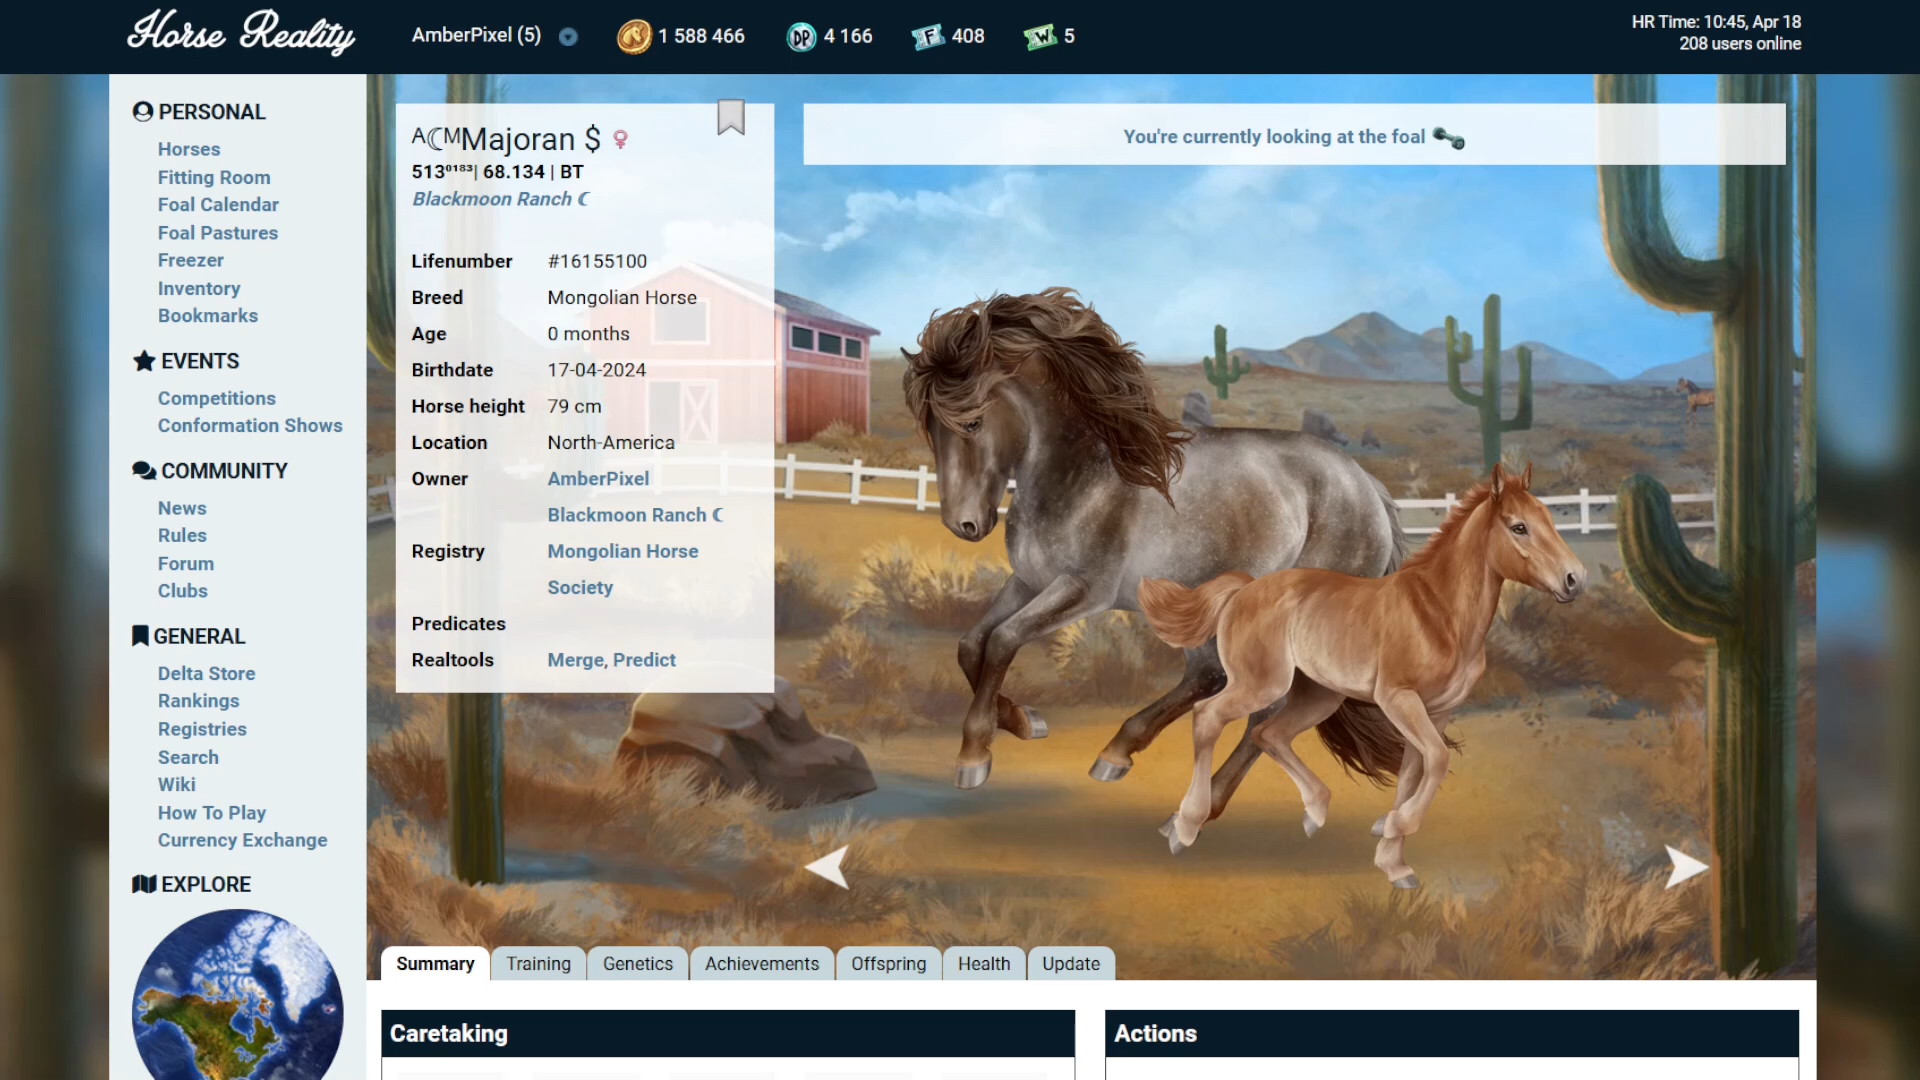 Horse Reality
AmberPixel (5)
1 588 466
DP
4 166
F
408
W
5
HR Time: 10:45, Apr 18
208 users online
PERSONAL
Horses
Fitting Room
Foal Calendar
Foal Pastures
Freezer
Inventory
Bookmarks
EVENTS
Competitions
Conformation Shows
COMMUNITY
News
Rules
Forum
Clubs
GENERAL
Delta Store
Rankings
Registries
Search
Wiki
How To Play
Currency Exchange
EXPLORE
ᴬ☾ᴹMajoran $ ♀
513⁰¹⁸³| 68.134 | BT
Blackmoon Ranch ☾
Lifenumber #16155100
Breed Mongolian Horse
Age 0 months
Birthdate 17-04-2024
Horse height 79 cm
Location North-America
Owner AmberPixel
Blackmoon Ranch ☾
Registry Mongolian Horse
Society
Predicates
Realtools Merge, Predict
You're currently looking at the foal
Summary
Training
Genetics
Achievements
Offspring
Health
Update
Caretaking
Actions